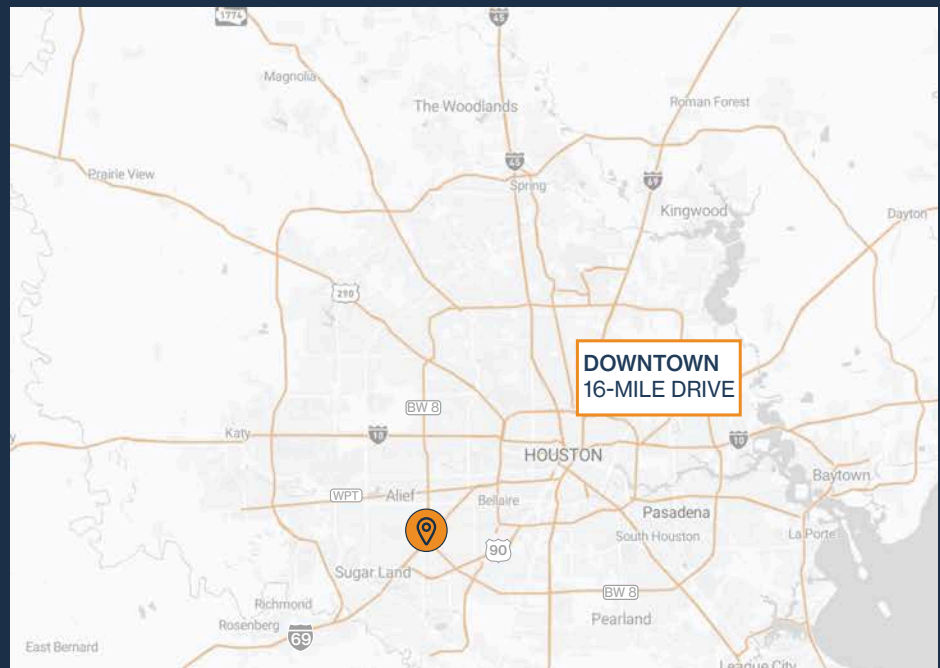 1774
45
Magnolia
The Woodlands
Roman Forest
45
Prairie View
Spring
69
Kingwood
Dayton
290
DOWNTOWN
16-MILE DRIVE
BW 8
Katy
10
10
HOUSTON
Baytown
WPT
Alief
Bellaire
Pasadena
South Houston
La Porte
90
Sugar Land
BW 8
Richmond
Pearland
Rosenberg
69
East Bernard
League City